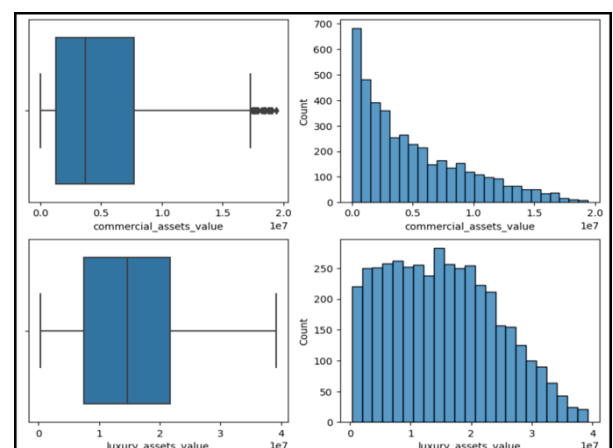 700
600
500
400
300
200
100
0
Count
0.0 0.5 1.0 1.5 2.0
1e7
commercial_assets_value
0.0 0.5 1.0 1.5 2.0
1e7
commercial_assets_value
250
200
150
100
50
0
Count
0 1 2 3 4
1e7
luxury_assets_value
0 1 2 3 4
1e7
luxury_assets_value